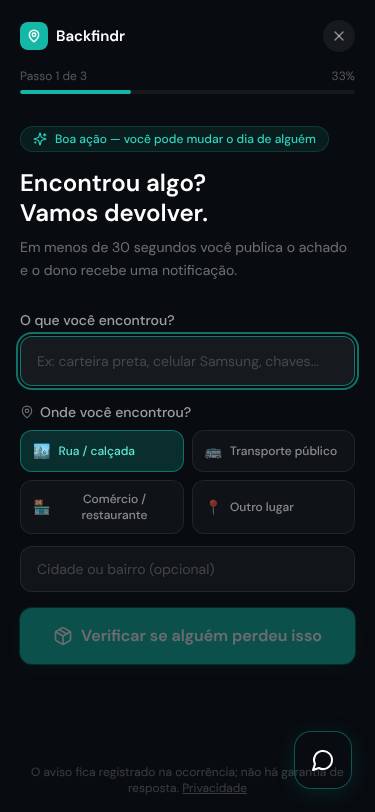 Backfindr
Passo 1 de 3
33%
Boa ação — você pode mudar o dia de alguém
Encontrou algo?
Vamos devolver.
Em menos de 30 segundos você publica o achado
e o dono recebe uma notificação.
O que você encontrou?
Ex: carteira preta, celular Samsung, chaves...
Onde você encontrou?
Rua / calçada
Transporte público
Comércio /
restaurante
Outro lugar
Cidade ou bairro (opcional)
Verificar se alguém perdeu isso
O aviso fica registrado na ocorrência; não há garantia de
resposta. Privacidade